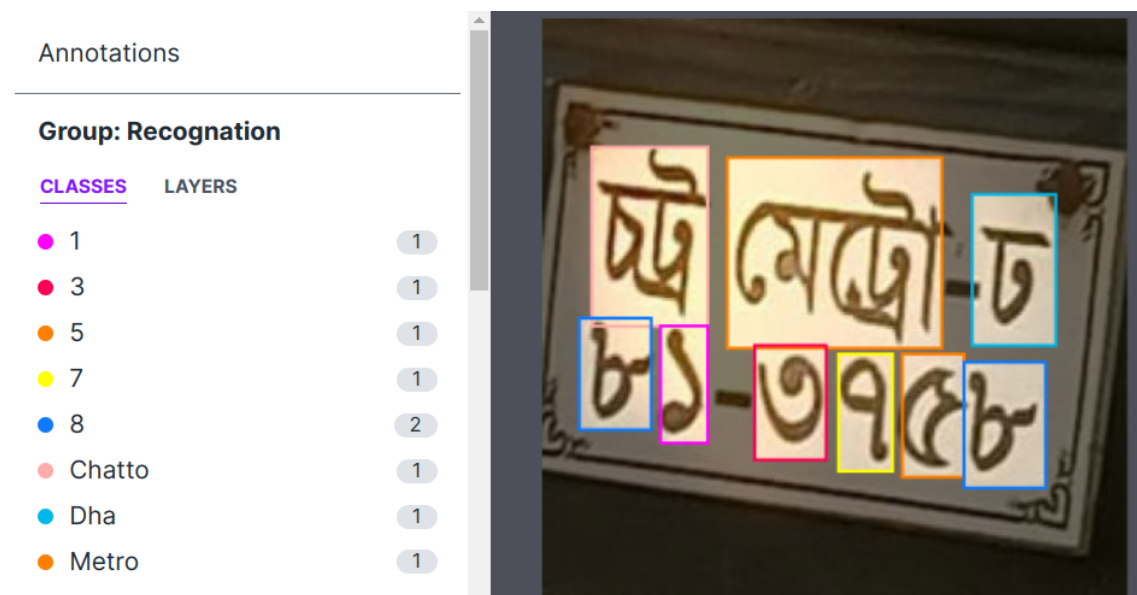 Annotations
Group: Recognation
CLASSES LAYERS
1 1
3 1
5 1
7 1
8 2
Chatto 1
Dha 1
Metro 1
চট্ট মেট্রো-ঢ
৮১-৩৭৫৮